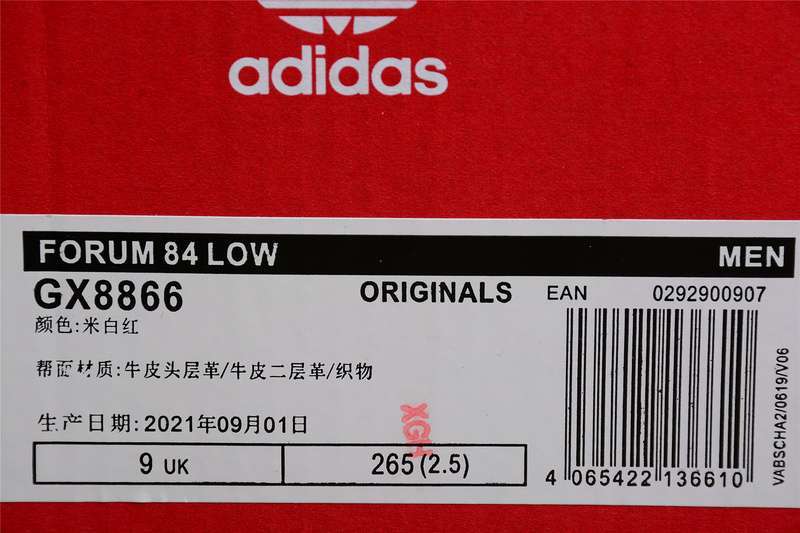 adidas
FORUM 84 LOW MEN
GX8866 ORIGINALS EAN 0292900907
颜色:米白红
帮面材质:牛皮头层革/牛皮二层革/织物
生产日期:2021年09月01日
XGH
9 UK 265(2.5)
4 065422 136610
VABSCHA2/0619/V06